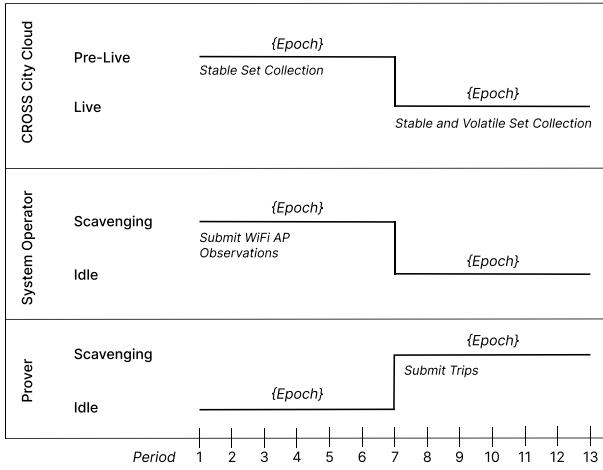 CROSS City Cloud
Pre-Live
{Epoch}
Stable Set Collection
Live
{Epoch}
Stable and Volatile Set Collection
System Operator
Scavenging
{Epoch}
Submit WiFi AP
Observations
Idle
{Epoch}
Prover
Scavenging
{Epoch}
Submit Trips
Idle
{Epoch}
Period 1 2 3 4 5 6 7 8 9 10 11 12 13